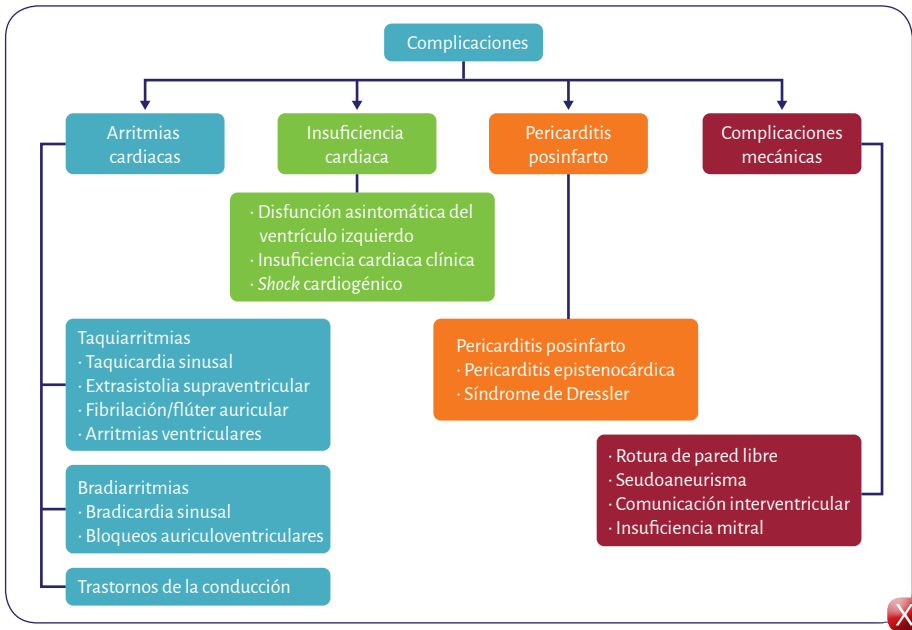 Complicaciones
Arritmias
cardiacas
Insuficiencia
cardiaca
Pericarditis
posinfarto
Complicaciones
mecánicas
· Disfunción asintomática del
ventrículo izquierdo
· Insuficiencia cardiaca clínica
· Shock cardiogénico
Taquiarritmias
· Taquicardia sinusal
· Extrasistolia supraventricular
· Fibrilación/flúter auricular
· Arritmias ventriculares
Pericarditis posinfarto
· Pericarditis epistenocárdica
· Síndrome de Dressler
· Rotura de pared libre
· Seudoaneurisma
· Comunicación interventricular
· Insuficiencia mitral
Bradiarritmias
· Bradicardia sinusal
· Bloqueos auriculoventriculares
Trastornos de la conducción
X